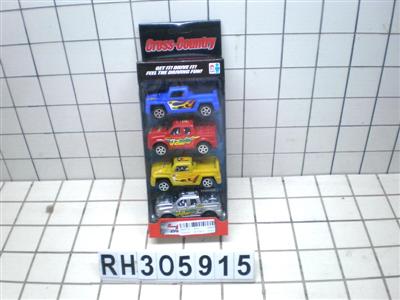 Cross-Country
GET IT! DRIVE IT!
FEEL THE DRIVING FUN!
RH305915